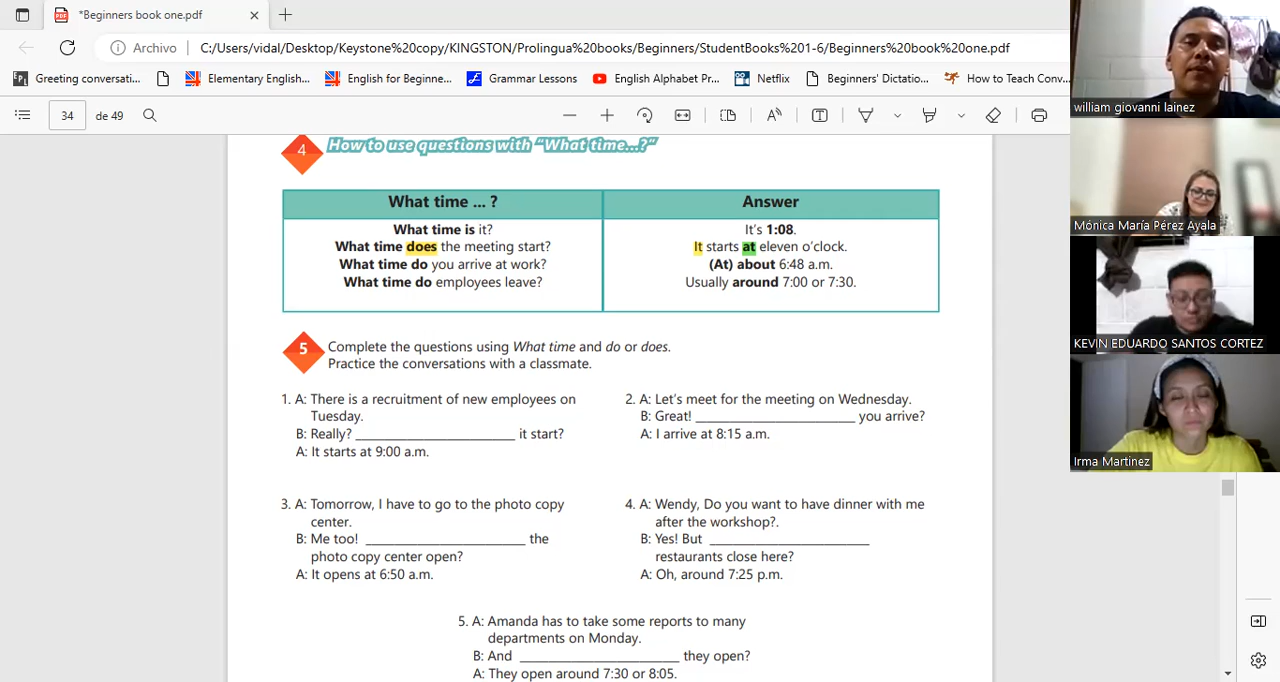 *Beginners book one.pdf
Archivo
C:/Users/vidal/Desktop/Keystone%20copy/KINGSTON/Prolingua%20books/Beginners/StudentBooks%201-6/Beginners%20book%20one.pdf
Greeting conversati...
Elementary English...
English for Beginne...
Grammar Lessons
English Alphabet Pr...
Netflix
Beginners' Dictatio...
How to Teach Conv...
34 de 49
4 How to use questions with "What time...?"
What time ... ?
Answer
What time is it?
It's 1:08.
What time does the meeting start?
It starts at eleven o'clock.
What time do you arrive at work?
(At) about 6:48 a.m.
What time do employees leave?
Usually around 7:00 or 7:30.
5 Complete the questions using What time and do or does.
Practice the conversations with a classmate.
1. A: There is a recruitment of new employees on
Tuesday.
B: Really? ____________________ it start?
A: It starts at 9:00 a.m.
2. A: Let's meet for the meeting on Wednesday.
B: Great! ____________________ you arrive?
A: I arrive at 8:15 a.m.
3. A: Tomorrow, I have to go to the photo copy
center.
B: Me too! ____________________ the
photo copy center open?
A: It opens at 6:50 a.m.
4. A: Wendy, Do you want to have dinner with me
after the workshop?.
B: Yes! But ____________________
restaurants close here?
A: Oh, around 7:25 p.m.
5. A: Amanda has to take some reports to many
departments on Monday.
B: And ____________________ they open?
A: They open around 7:30 or 8:05.
william giovanni lainez
Mónica María Pérez Ayala
KEVIN EDUARDO SANTOS CORTEZ
Irma Martinez